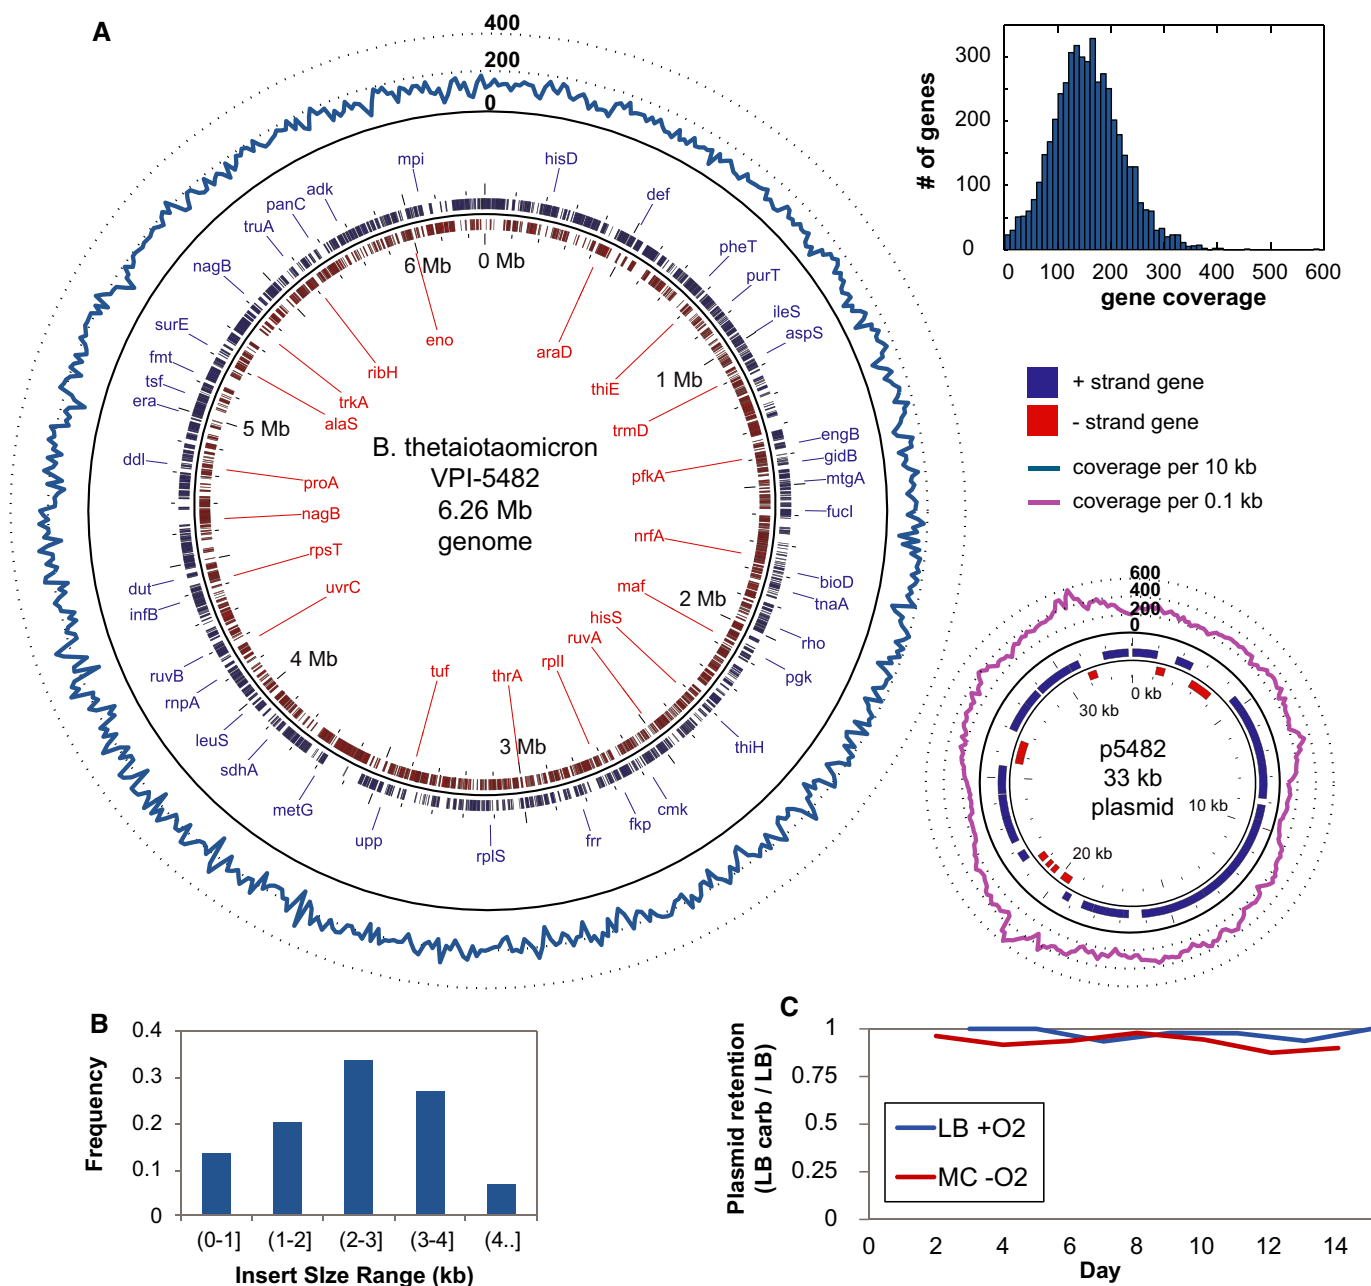 A
400
200
0
mpi
hisD
adk
panC
truA
def
nagB
pheT
purT
ileS
aspS
surE
fmt
tsf
era
ddl
engB
gidB
mtgA
fucI
bioD
tnaA
rho
pgk
thiH
cmk
fkp
frr
rplS
upp
metG
sdhA
leuS
rnpA
ruvB
infB
dut
6 Mb
0 Mb
1 Mb
2 Mb
3 Mb
4 Mb
5 Mb
eno
araD
ribH
thiE
trkA
alaS
trmD
proA
pfkA
nagB
nrfA
rpsT
uvrC
maf
hisS
ruvA
rplI
thrA
tuf
B. thetaiotaomicron
VPI-5482
6.26 Mb
genome
# of genes
300
200
100
0
0 100 200 300 400 500 600
gene coverage
+ strand gene
- strand gene
coverage per 10 kb
coverage per 0.1 kb
600
400
200
0
0 kb
30 kb
10 kb
20 kb
p5482
33 kb
plasmid
B
Frequency
0.4
0.3
0.2
0.1
0
(0-1] (1-2] (2-3] (3-4] (4..]
Insert SIze Range (kb)
C
Plasmid retention
(LB carb / LB)
1
0.75
0.5
0.25
0
LB +O2
MC -O2
0 2 4 6 8 10 12 14
Day